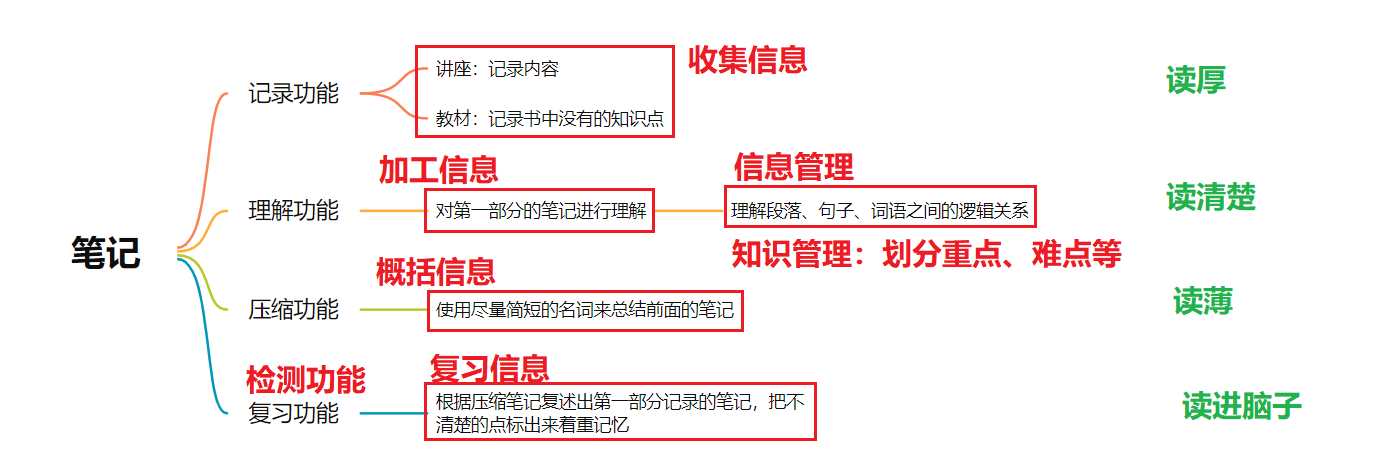 收集信息
讲座：记录内容
读厚
记录功能
教材：记录书中没有的知识点
加工信息
信息管理
读清楚
理解功能
对第一部分的笔记进行理解
理解段落、句子、词语之间的逻辑关系
笔记
知识管理：划分重点、难点等
概括信息
读薄
压缩功能
使用尽量简短的名词来总结前面的笔记
复习信息
检测功能
复习功能
根据压缩笔记复述出第一部分记录的笔记，把不
清楚的点标出来着重记忆
读进脑子